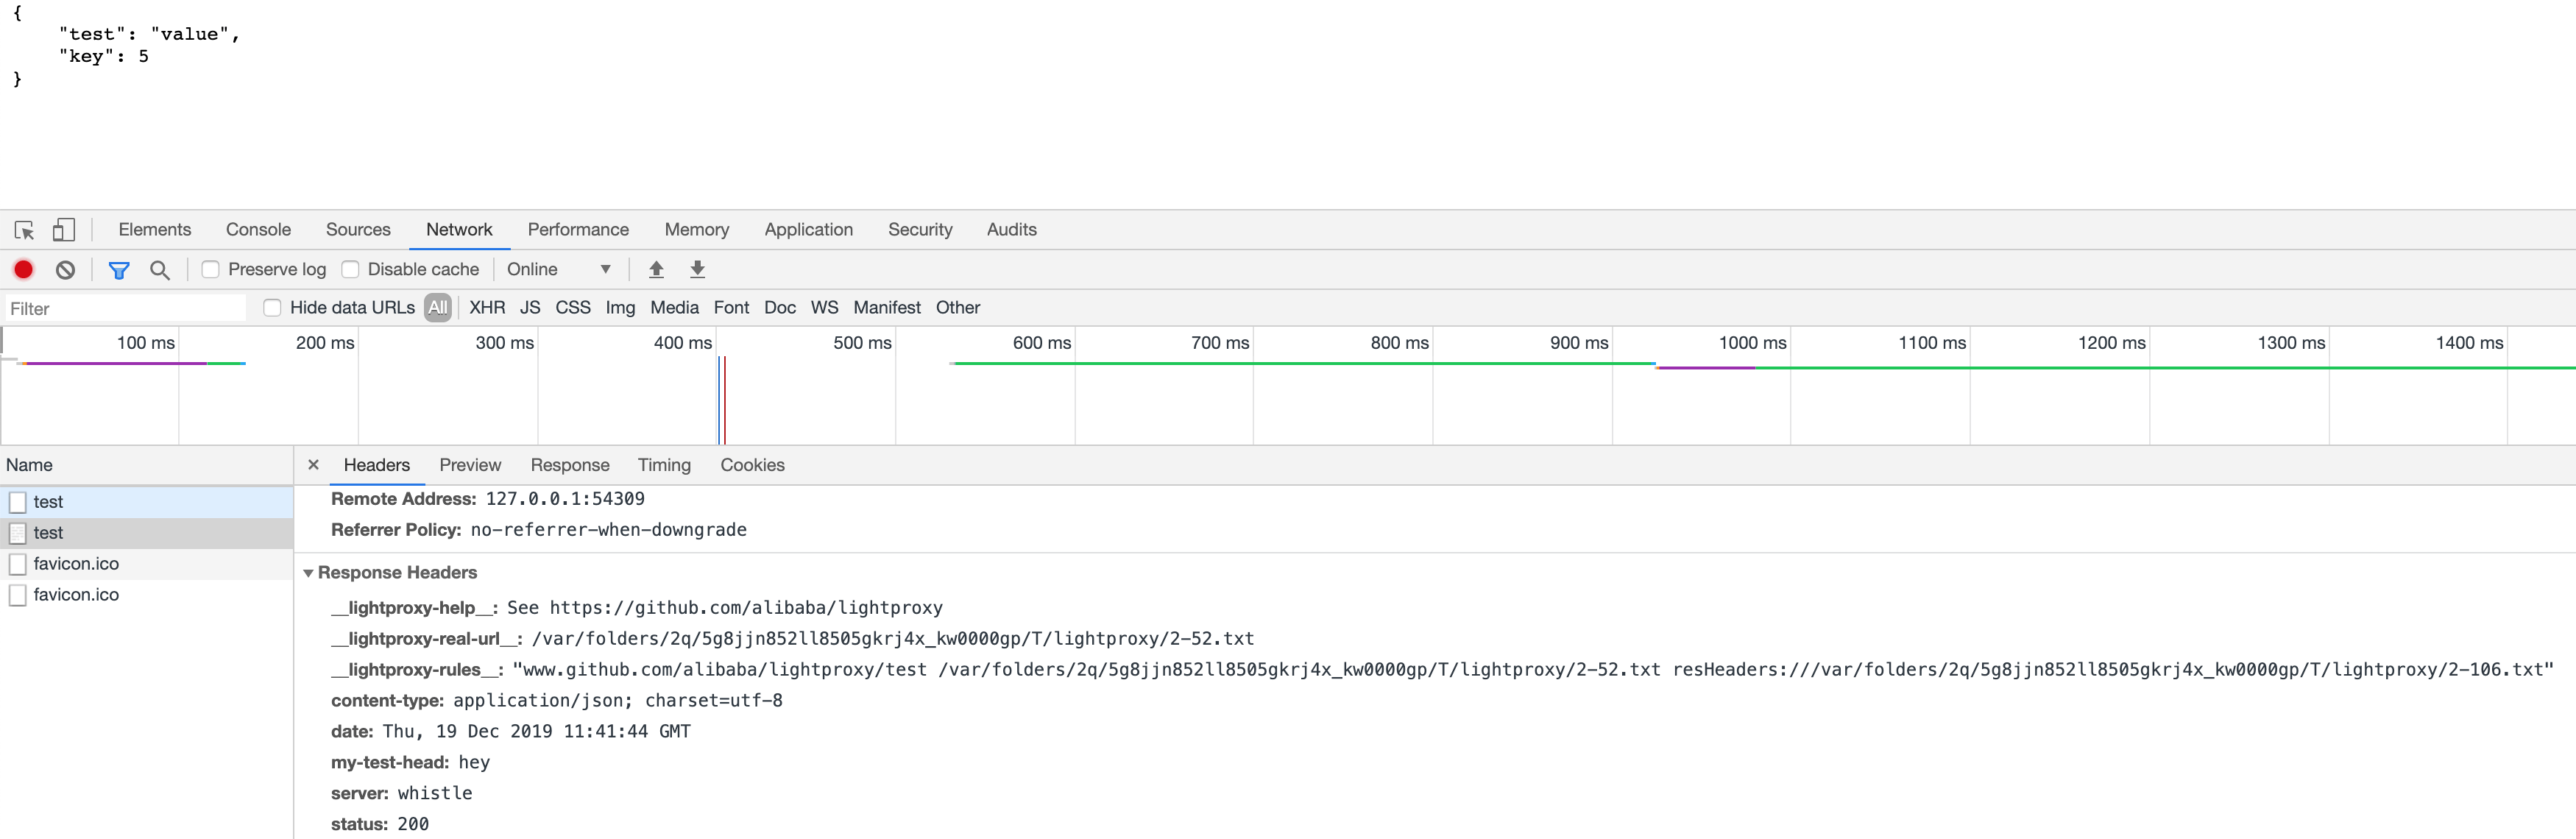 {
    "test": "value",
    "key": 5
}
Elements Console Sources Network Performance Memory Application Security Audits
Preserve log Disable cache Online
Filter Hide data URLs All XHR JS CSS Img Media Font Doc WS Manifest Other
100 ms 200 ms 300 ms 400 ms 500 ms 600 ms 700 ms 800 ms 900 ms 1000 ms 1100 ms 1200 ms 1300 ms 1400 ms
Name
test
test
favicon.ico
favicon.ico
× Headers Preview Response Timing Cookies
Remote Address: 127.0.0.1:54309
Referrer Policy: no-referrer-when-downgrade
Response Headers
__lightproxy-help__: See https://github.com/alibaba/lightproxy
__lightproxy-real-url__: /var/folders/2q/5g8jjn852ll8505gkrj4x_kw0000gp/T/lightproxy/2-52.txt
__lightproxy-rules__: "www.github.com/alibaba/lightproxy/test /var/folders/2q/5g8jjn852ll8505gkrj4x_kw0000gp/T/lightproxy/2-52.txt resHeaders:///var/folders/2q/5g8jjn852ll8505gkrj4x_kw0000gp/T/lightproxy/2-106.txt"
content-type: application/json; charset=utf-8
date: Thu, 19 Dec 2019 11:41:44 GMT
my-test-head: hey
server: whistle
status: 200